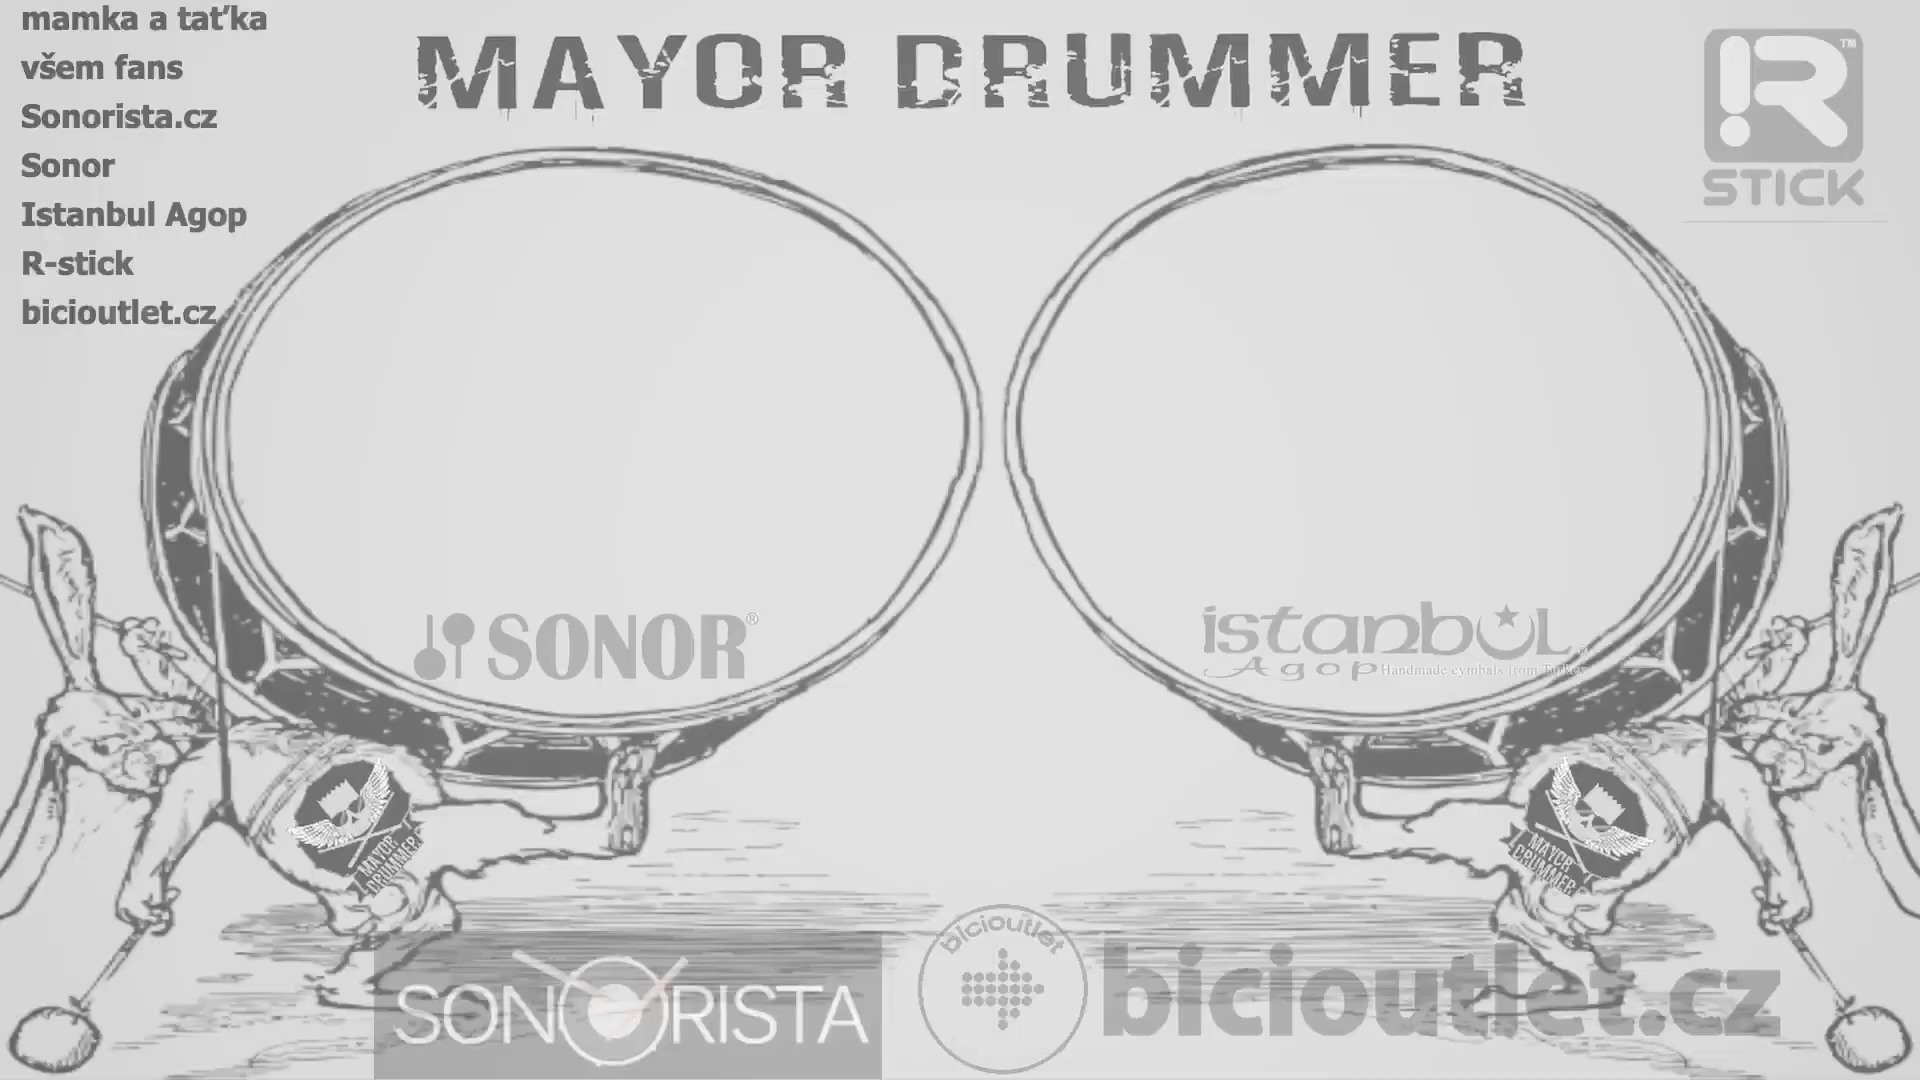 mamka a taťka
všem fans
Sonorista.cz
Sonor
Istanbul Agop
R-stick
bicioutlet.cz
MAYOR DRUMMER
R™
STICK
SONOR®
istanbul
Agop Handmade cymbals from Turkey
MAYOR
DRUMMER
MAYOR
DRUMMER
SONORISTA
bicioutlet
bicioutlet.cz